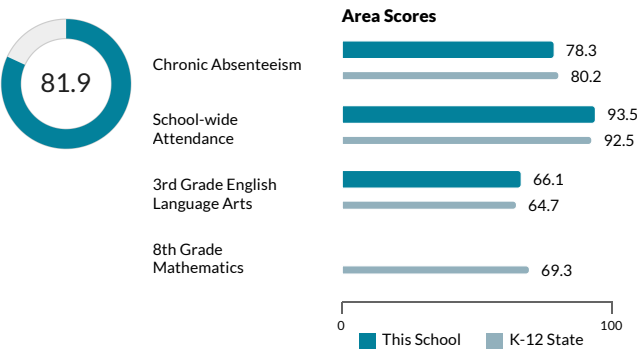 81.9
Area Scores
Chronic Absenteeism
78.3
80.2
School-wide
Attendance
93.5
92.5
3rd Grade English
Language Arts
66.1
64.7
8th Grade
Mathematics
69.3
0
100
This School
K-12 State